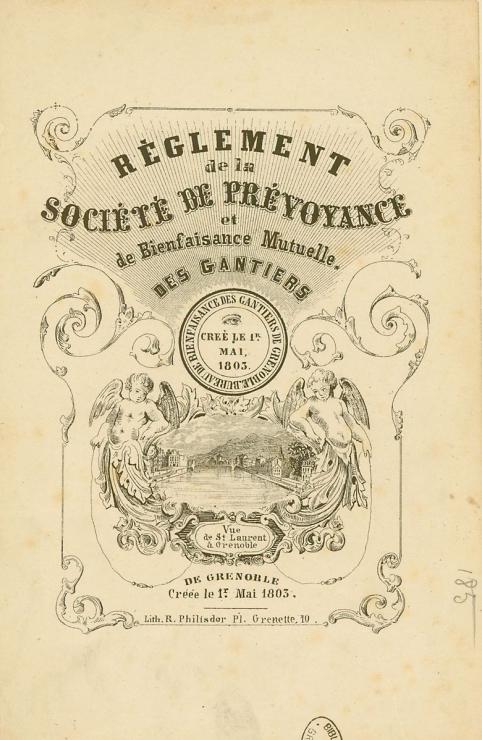 RÈGLEMENT
de la
SOCIÉTÉ DE PRÉVOYANCE
et
de Bienfaisance Mutuelle.
DES GANTIERS
BUREAU DE BIENFAISANCE DES GANTIERS DE GRENOBLE.
CREÉ LE 1er.
MAI,
1803.
Vue
de St Laurent
à Grenoble
DE GRENOBLE
Créée le 1er Mai 1803.
Lith. R. Philisdor Pl. Grenette, 10.